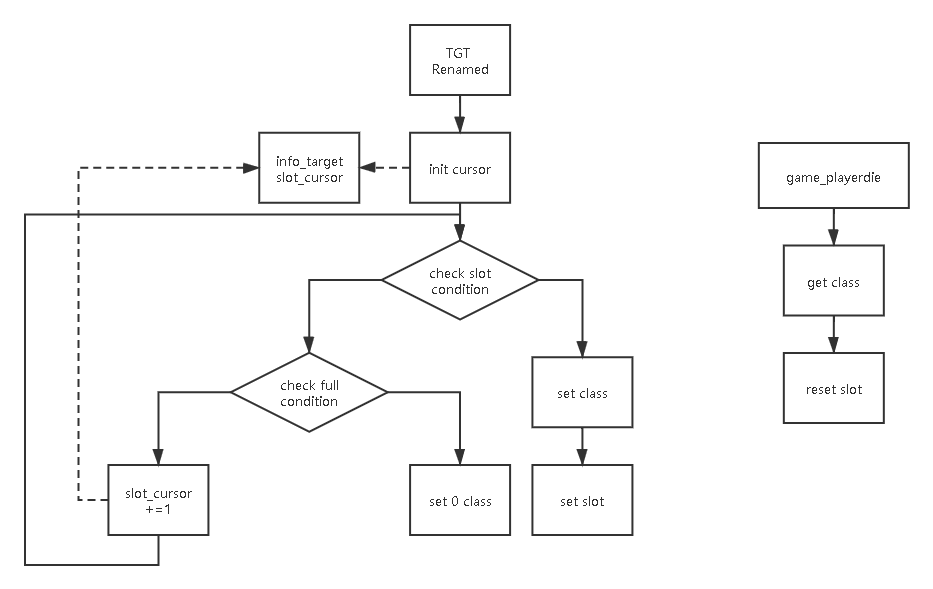 TGT
Renamed
info_target
slot_cursor
init cursor
game_playerdie
check slot
condition
get class
check full
condition
set class
reset slot
slot_cursor
+=1
set 0 class
set slot